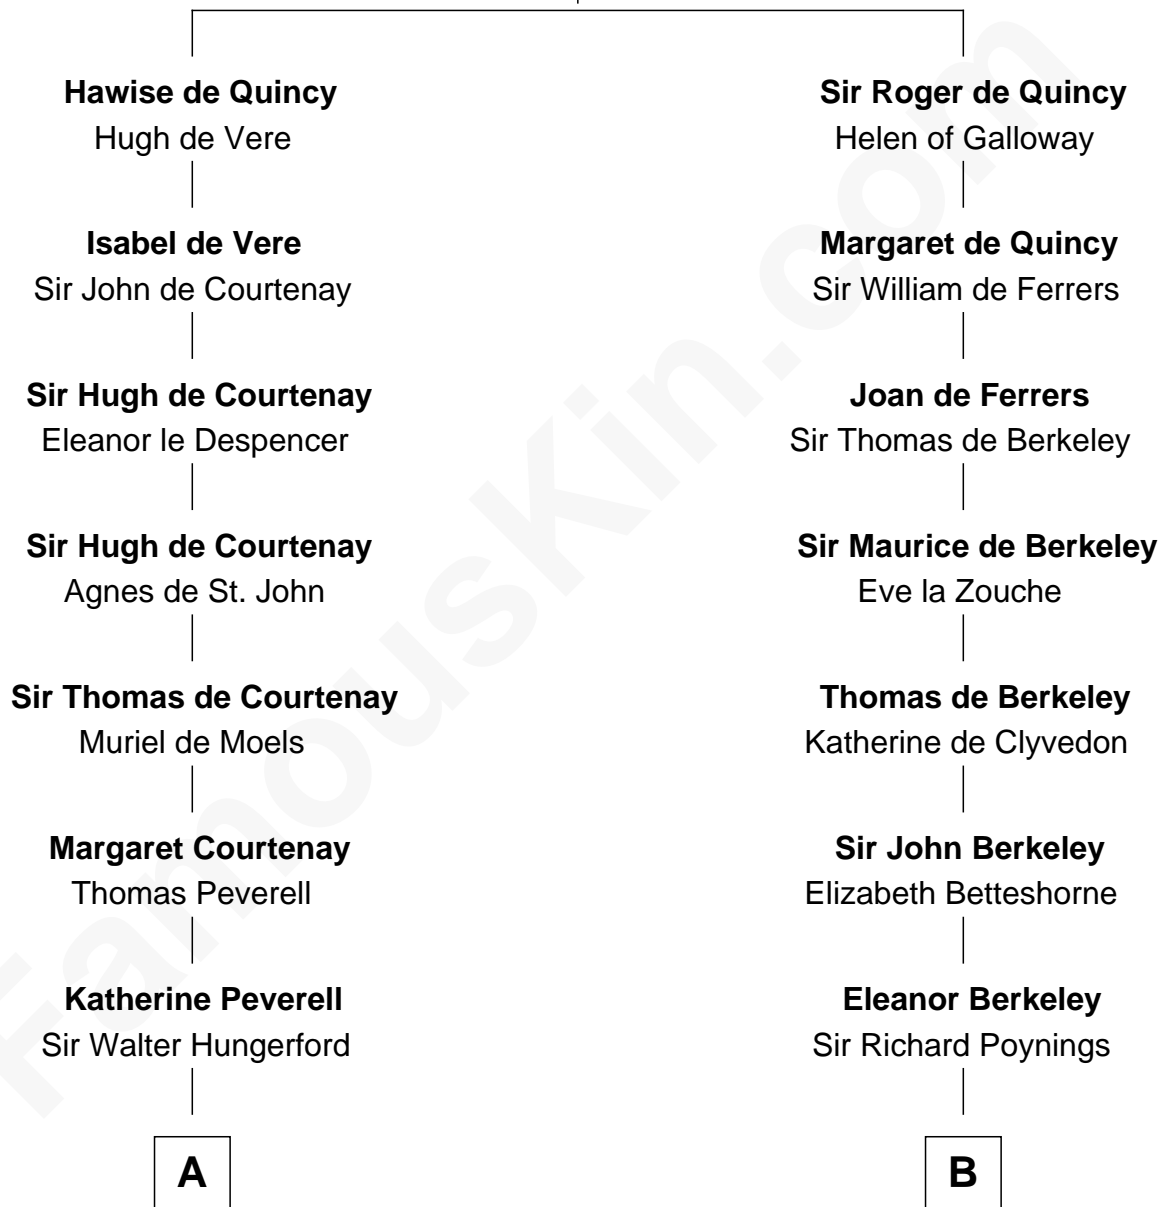 Hawise de Quincy
Hugh de Vere
Sir Roger de Quincy
Helen of Galloway
Isabel de Vere
Sir John de Courtenay
Margaret de Quincy
Sir William de Ferrers
Sir Hugh de Courtenay
Eleanor le Despencer
Joan de Ferrers
Sir Thomas de Berkeley
Sir Hugh de Courtenay
Agnes de St. John
Sir Maurice de Berkeley
Eve la Zouche
Sir Thomas de Courtenay
Muriel de Moels
Thomas de Berkeley
Katherine de Clyvedon
Margaret Courtenay
Thomas Peverell
Sir John Berkeley
Elizabeth Betteshorne
Katherine Peverell
Sir Walter Hungerford
Eleanor Berkeley
Sir Richard Poynings
A
B
FamousKin.com